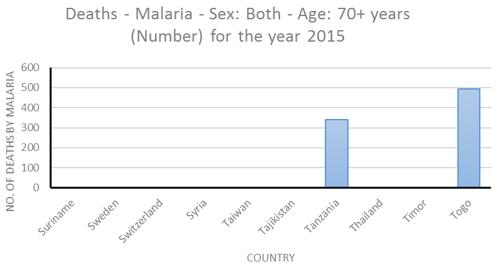 Deaths - Malaria - Sex: Both - Age: 70+ years
(Number) for the year 2015
NO. OF DEATHS BY MALARIA
600
500
400
300
200
100
0
Suriname
Sweden
Switzerland
Syria
Taiwan
Tajikistan
Tanzania
Thailand
Timor
Togo
COUNTRY